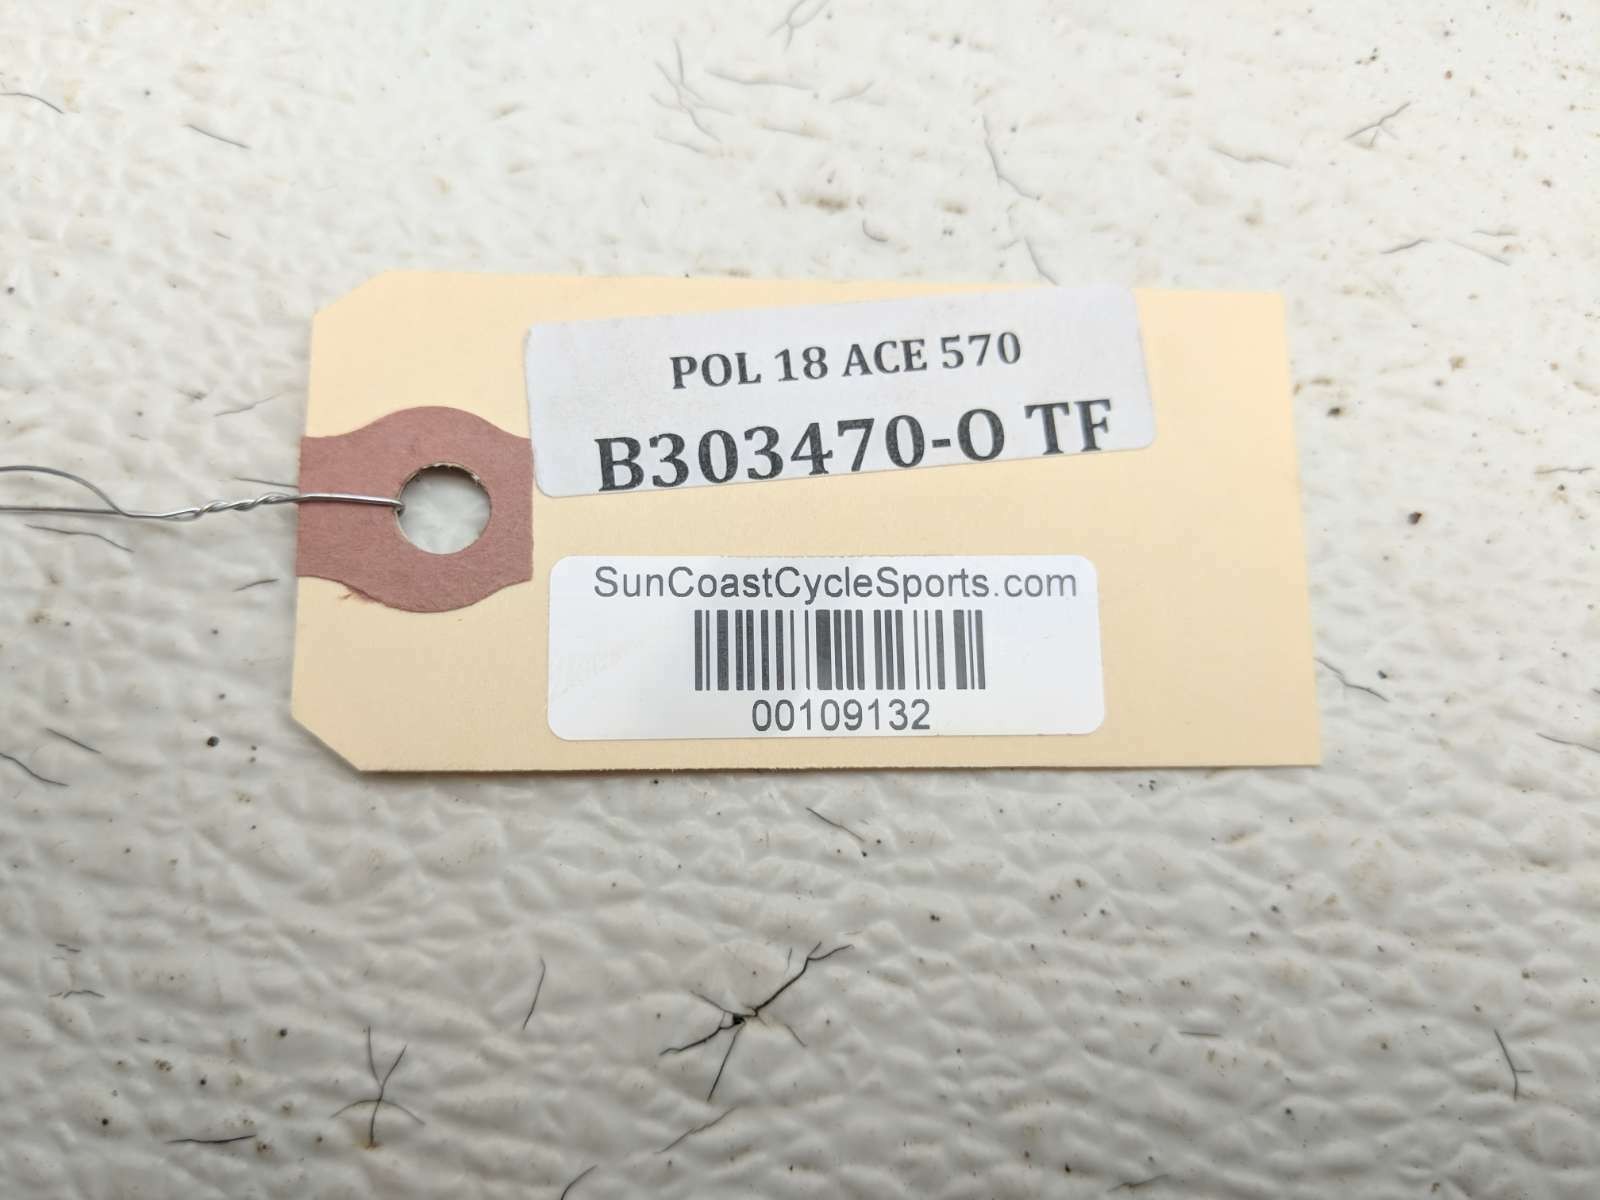 POL 18 ACE 570
B303470-O TF
SunCoastCycleSports.com
00109132